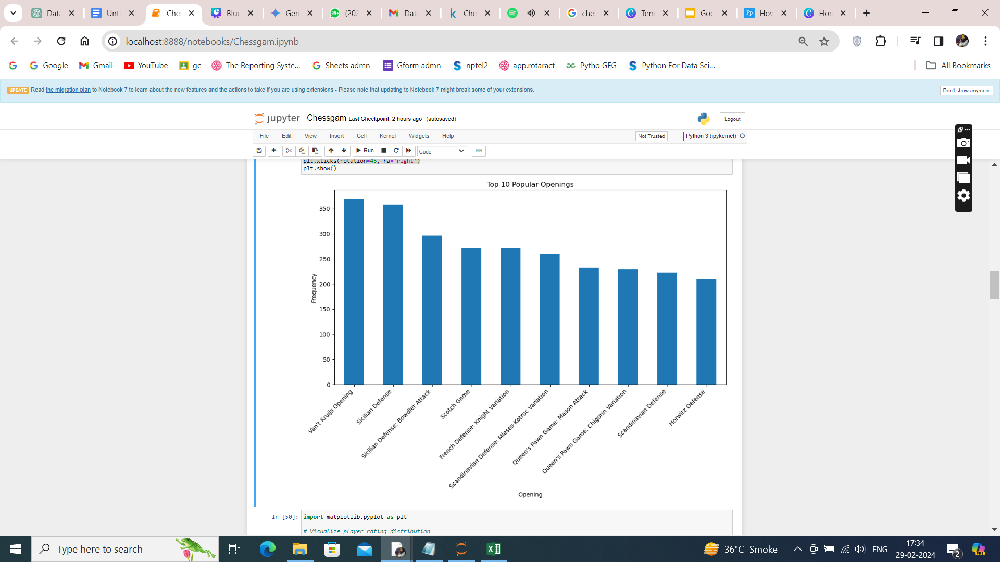 Data
Unti
Che
Blue
Gen
99+
(203
Data
Che
che
Tem
Goo
Pp
How
Hom
localhost:8888/notebooks/Chessgam.ipynb
Google
Gmail
YouTube
gc
The Reporting Syste...
Sheets admn
Gform admn
nptel2
app.rotaract
Pytho GFG
Python For Data Sci...
All Bookmarks
UPDATE Read the migration plan to Notebook 7 to learn about the new features and the actions to take if you are using extensions - Please note that updating to Notebook 7 might break some of your extensions.
Don't show anymore
jupyter Chessgam Last Checkpoint: 2 hours ago (autosaved)
Logout
File Edit View Insert Cell Kernel Widgets Help
Not Trusted
Python 3 (ipykernel)
Run
Code
plt.xticks(rotation=45, ha='right')
plt.show()
Top 10 Popular Openings
350
300
250
200
150
100
50
0
Frequency
Van't Kruijs Opening
Sicilian Defense
Sicilian Defense: Bowdler Attack
Scotch Game
French Defense: Knight Variation
Scandinavian Defense: Mieses-Kotroc Variation
Queen's Pawn Game: Mason Attack
Queen's Pawn Game: Chigorin Variation
Scandinavian Defense
Horwitz Defense
Opening
In [50]: import matplotlib.pyplot as plt
# Visualize player rating distribution
Type here to search
36°C Smoke
ENG
17:34
29-02-2024
2
PRE